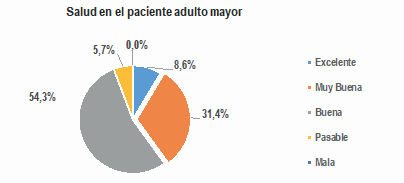 Salud en el paciente adulto mayor
5,7%
0,0%
8,6%
31,4%
54,3%
Excelente
Muy Buena
Buena
Pasable
Mala